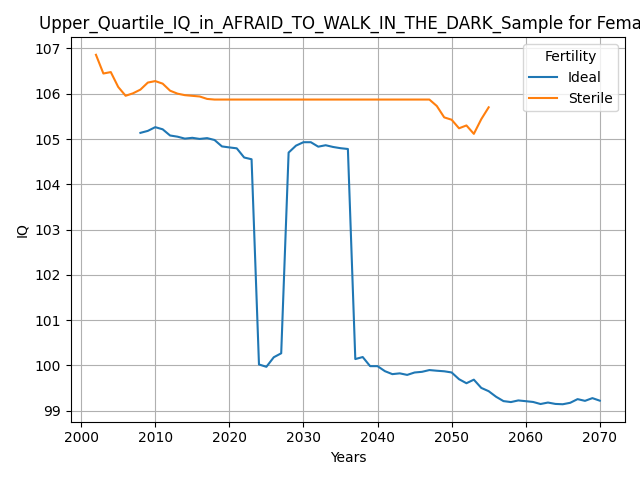 Upper_Quartile_IQ_in_AFRAID_TO_WALK_IN_THE_DARK_Sample for Fema
107
106
105
104
103
102
101
100
99
IQ
2000 2010 2020 2030 2040 2050 2060 2070
Years
Fertility
Ideal
Sterile